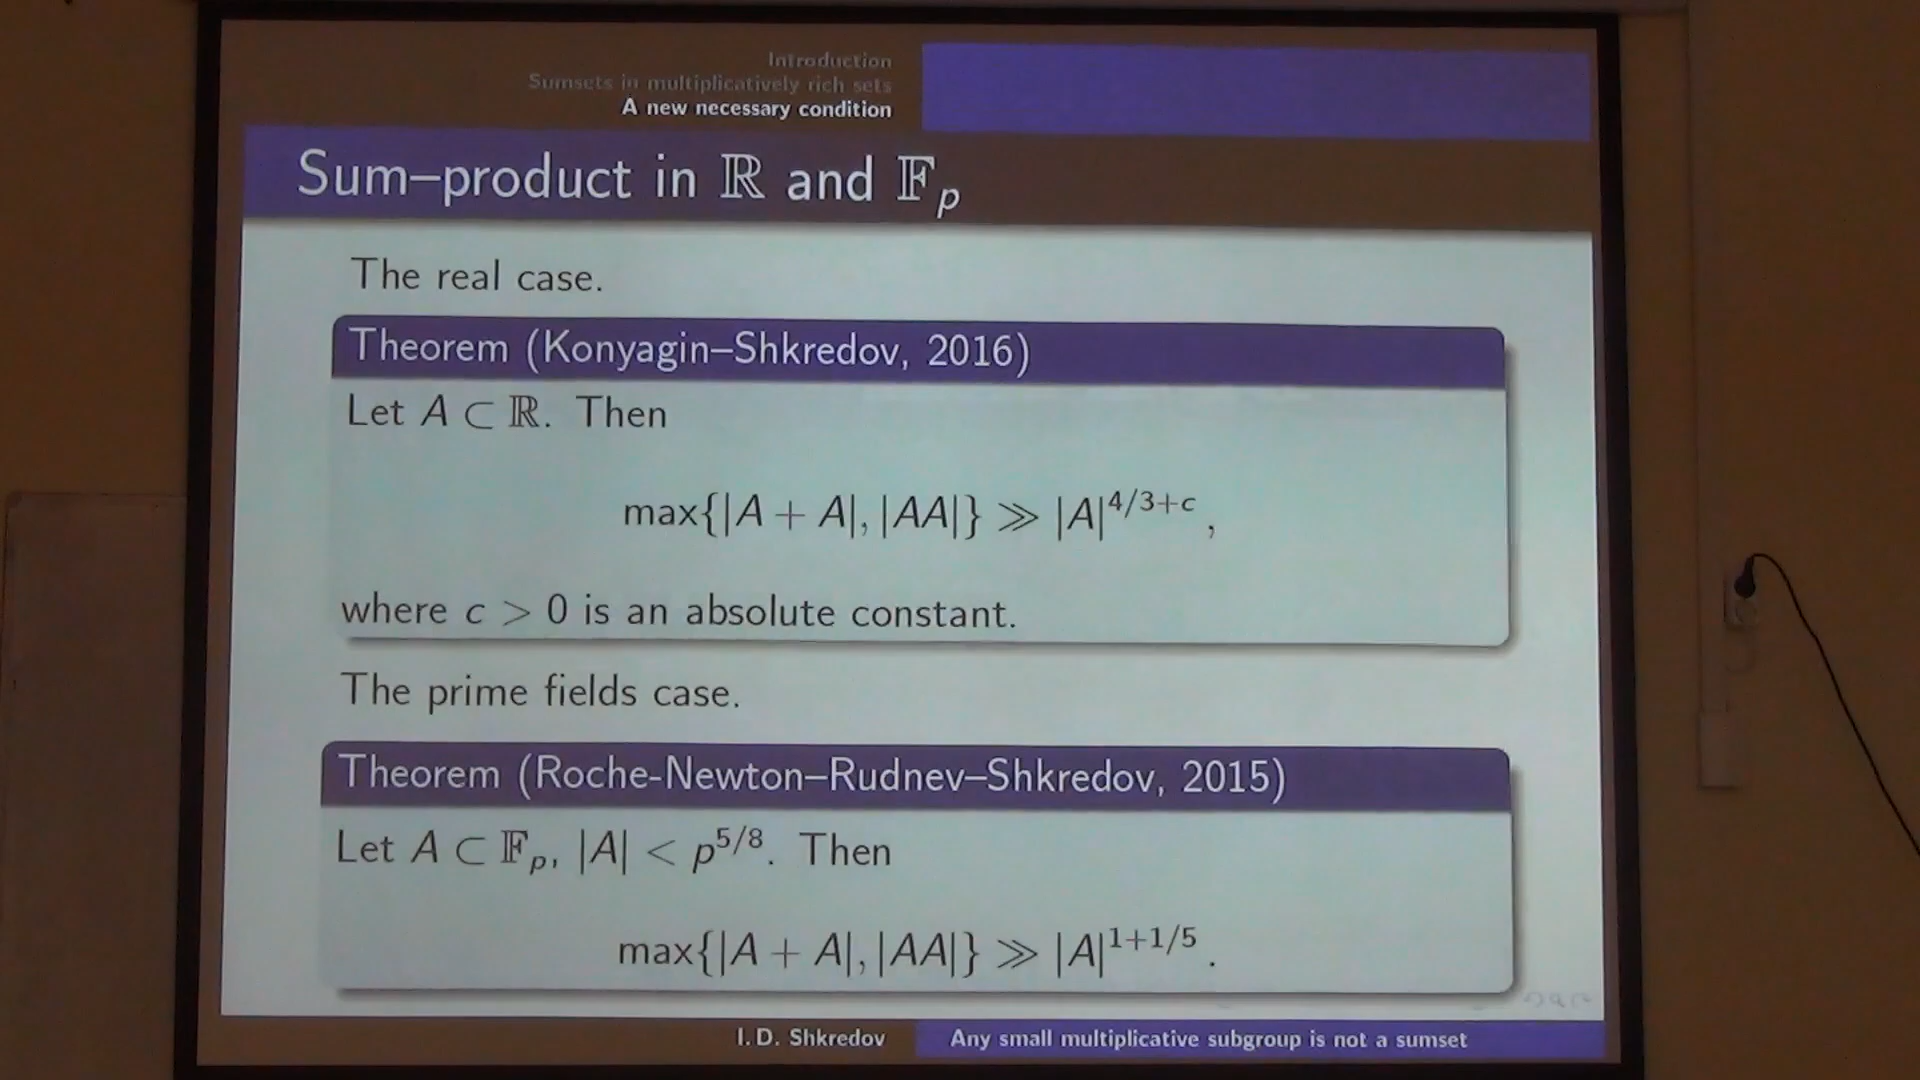 Introduction
Sumsets in multiplicatively rich sets
A new necessary condition
Sum–product in ℝ and 𝔽_p
The real case.
Theorem (Konyagin–Shkredov, 2016)
Let A ⊂ ℝ. Then
max{|A + A|, |AA|} ≫ |A|^{4/3+c} ,
where c > 0 is an absolute constant.
The prime fields case.
Theorem (Roche-Newton–Rudnev–Shkredov, 2015)
Let A ⊂ 𝔽_p, |A| < p^{5/8}. Then
max{|A + A|, |AA|} ≫ |A|^{1+1/5} .
I. D. Shkredov Any small multiplicative subgroup is not a sumset